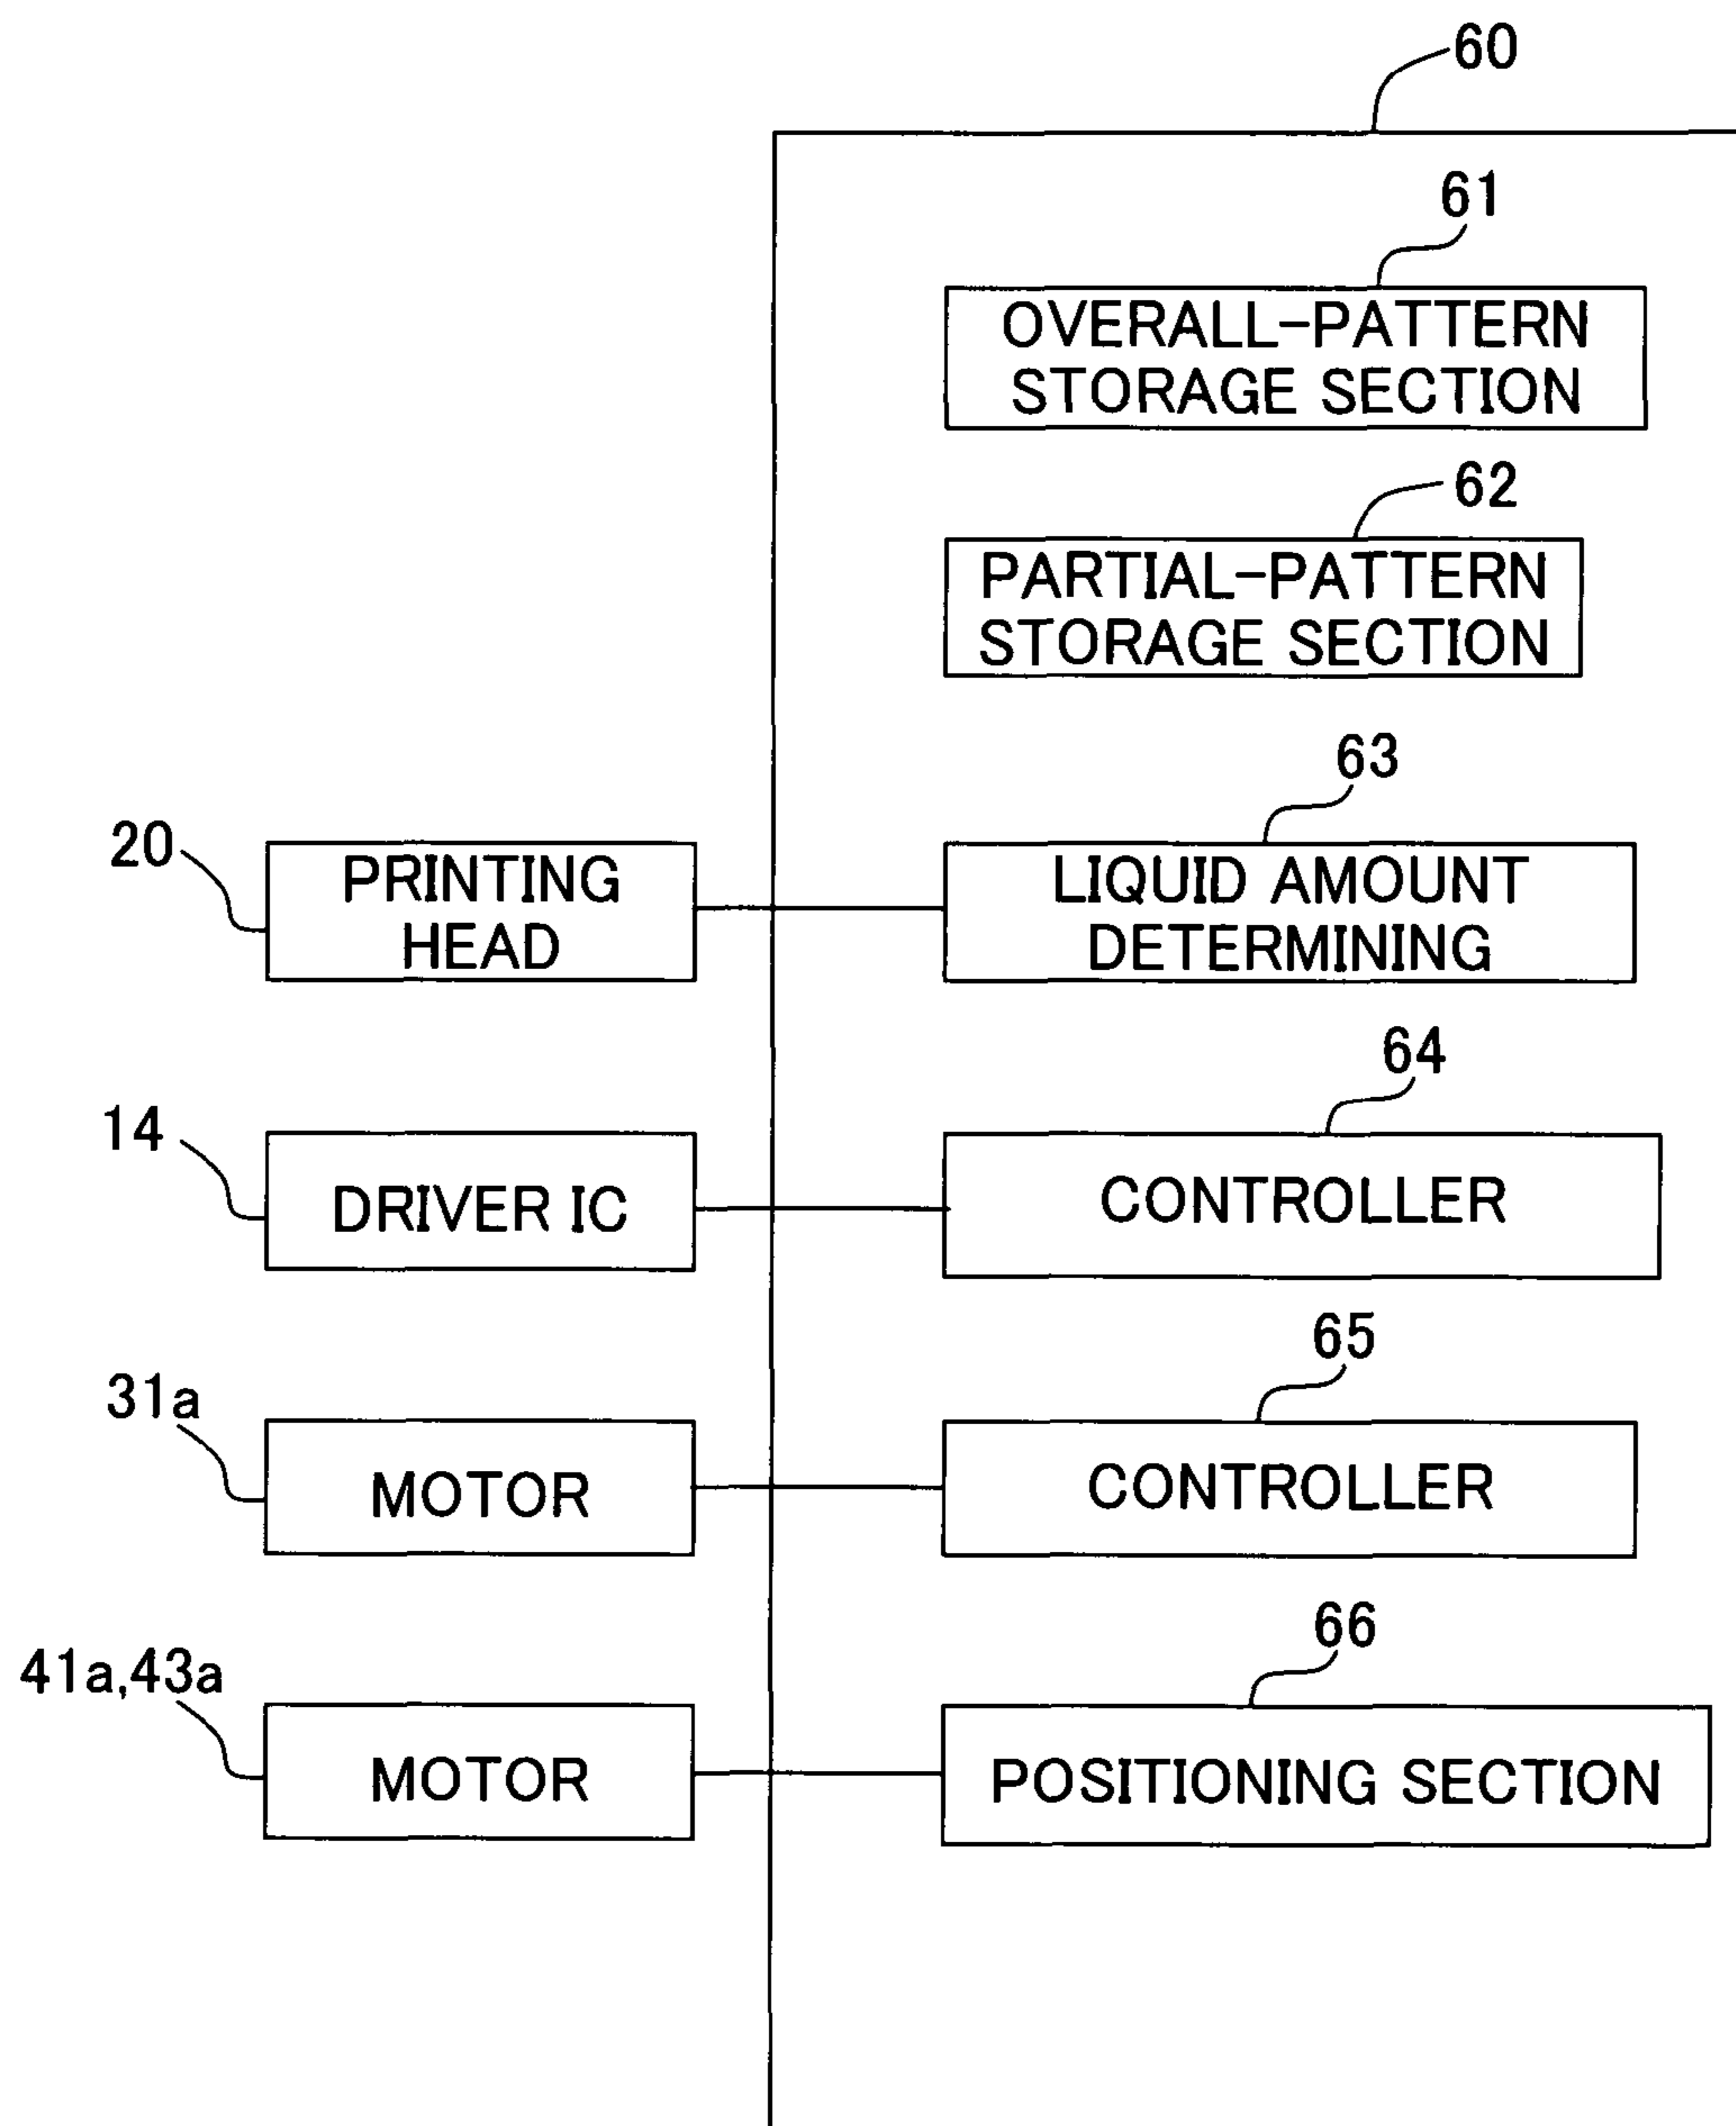 60
61
OVERALL-PATTERN
STORAGE SECTION
62
PARTIAL-PATTERN
STORAGE SECTION
63
20
PRINTING
HEAD
LIQUID AMOUNT
DETERMINING
64
14
DRIVER IC
CONTROLLER
65
31a
MOTOR
CONTROLLER
66
41a,43a
MOTOR
POSITIONING SECTION